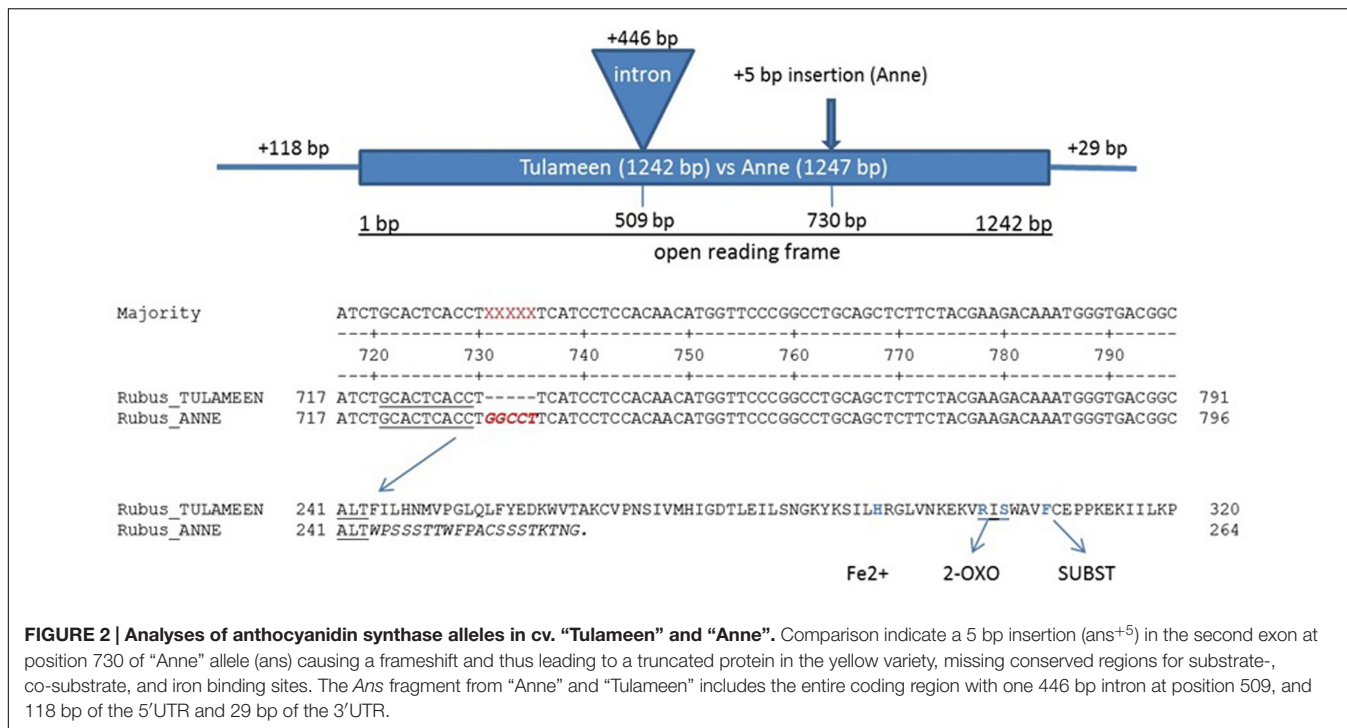 +446 bp
intron
+5 bp insertion (Anne)
+118 bp
+29 bp
Tulameen (1242 bp) vs Anne (1247 bp)
1 bp
509 bp
730 bp
1242 bp
open reading frame
Majority ATCTGCACTCACCTXXXXXTCATCCTCCACAACATGGTTCCCGGCCTGCAGCTCTTCTACGAAGACAAATGGGTGACGGC
---+---------+---------+---------+---------+---------+---------+---------+------
720 730 740 750 760 770 780 790
---+---------+---------+---------+---------+---------+---------+---------+------
Rubus_TULAMEEN 717 ATCTGCACTCACCT-----TCATCCTCCACAACATGGTTCCCGGCCTGCAGCTCTTCTACGAAGACAAATGGGTGACGGC 791
Rubus_ANNE 717 ATCTGCACTCACCTGGCCTTCATCCTCCACAACATGGTTCCCGGCCTGCAGCTCTTCTACGAAGACAAATGGGTGACGGC 796
Rubus_TULAMEEN 241 ALTFILHNMVPGLQLFYEDKWVTAKCVPNSIVMHIGDTLEILSNGKYKSILHRGLVNKEKVRISWAVFCEPPKEKIILKP 320
Rubus_ANNE 241 ALTWPSSSTTWFPACSSSTKTNG. 264
Fe2+ 2-OXO SUBST
FIGURE 2 | Analyses of anthocyanidin synthase alleles in cv. “Tulameen” and “Anne”. Comparison indicate a 5 bp insertion (ans+5) in the second exon at
position 730 of “Anne” allele (ans) causing a frameshift and thus leading to a truncated protein in the yellow variety, missing conserved regions for substrate-,
co-substrate, and iron binding sites. The Ans fragment from “Anne” and “Tulameen” includes the entire coding region with one 446 bp intron at position 509, and
118 bp of the 5′UTR and 29 bp of the 3′UTR.